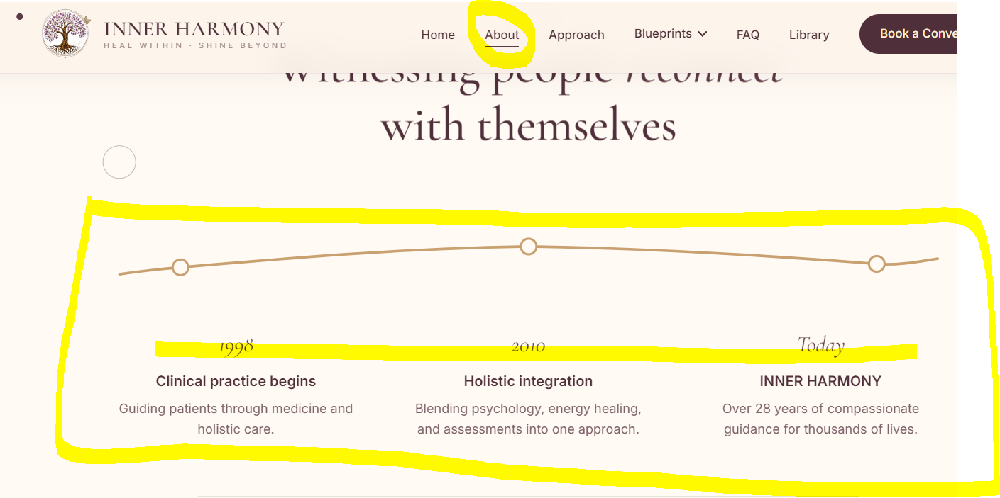 INNER HARMONY
HEAL WITHIN · SHINE BEYOND
Home About Approach Blueprints FAQ Library Book a Conve
Witnessing people reconnect
with themselves
1998 2010 Today
Clinical practice begins Holistic integration INNER HARMONY
Guiding patients through medicine and Blending psychology, energy healing, Over 28 years of compassionate
holistic care. and assessments into one approach. guidance for thousands of lives.